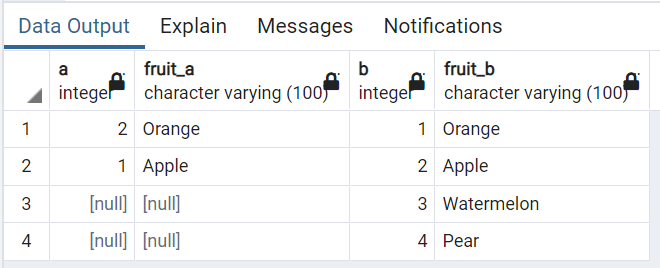 Data Output Explain Messages Notifications
a fruit_a b fruit_b
integer character varying (100) integer character varying (100)
1 2 Orange 1 Orange
2 1 Apple 2 Apple
3 [null] [null] 3 Watermelon
4 [null] [null] 4 Pear